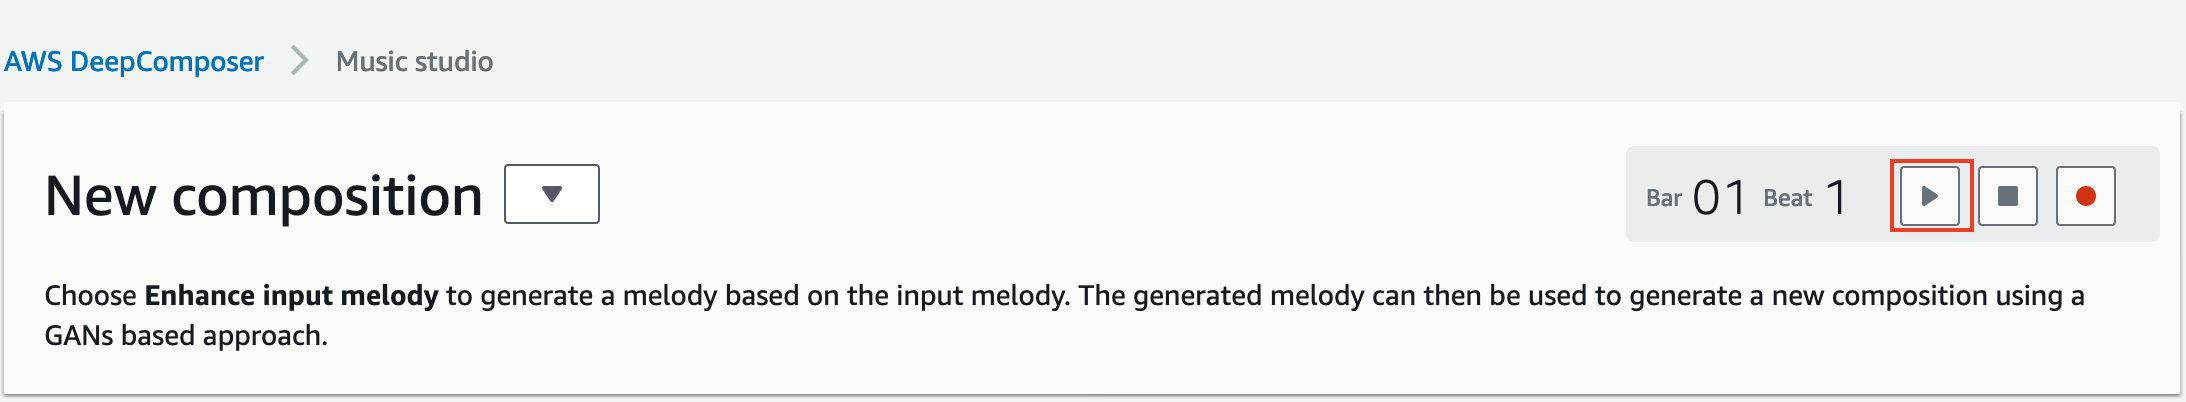 AWS DeepComposer Music studio
New composition
Bar 01 Beat 1
Choose Enhance input melody to generate a melody based on the input melody. The generated melody can then be used to generate a new composition using a
GANs based approach.